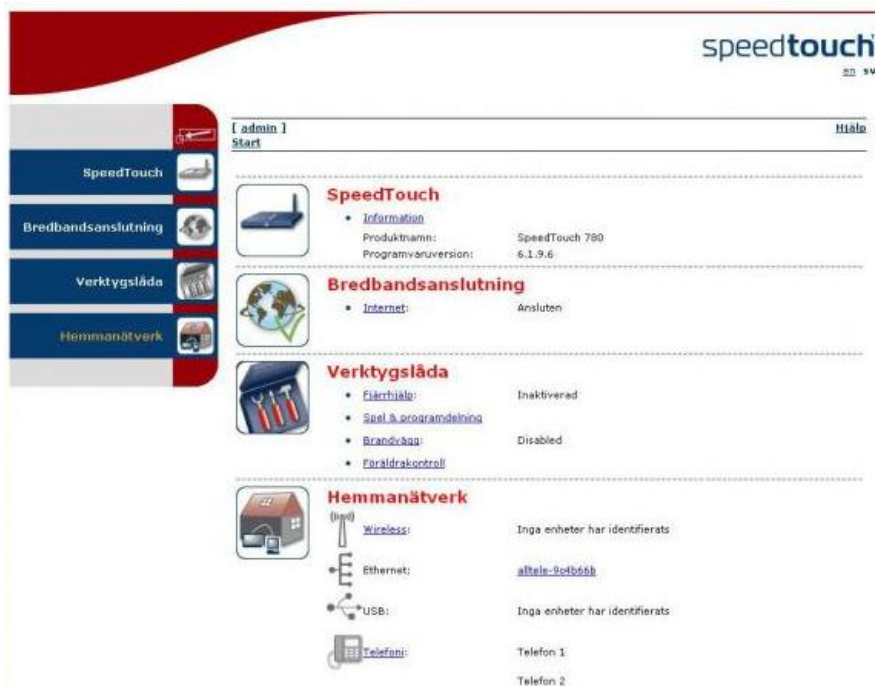 speedtouch
en sv
[ admin ]
Hjälp
Start
SpeedTouch
Bredbandsanslutning
Verktygslåda
Hemmanätverk
SpeedTouch
Information
Produktnamn: SpeedTouch 780
Programvaruversion: 6.1.9.6
Bredbandsanslutning
Internet: Ansluten
Verktygslåda
Fjärrhjälp: Inaktiverad
Spel & programdelning
Brandvägg: Disabled
Föräldrakontroll
Hemmanätverk
Wireless: Inga enheter har identifierats
Ethernet: alltele-9o4b66b
USB: Inga enheter har identifierats
Telefoni: Telefon 1
Telefon 2